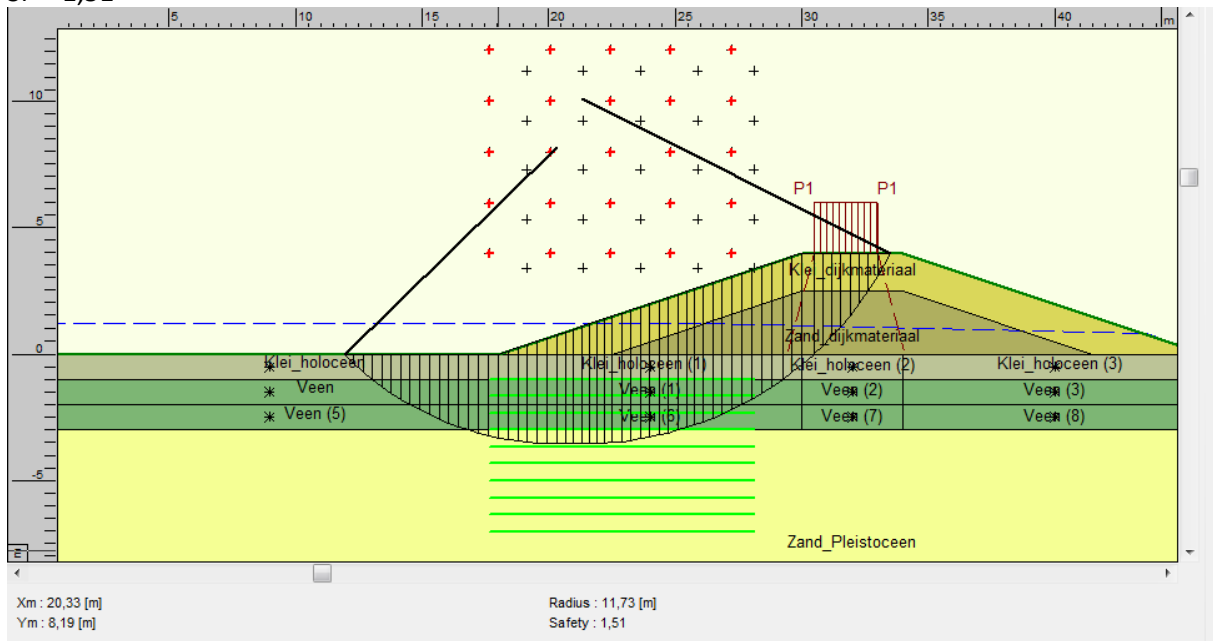 5 10 15 20 25 30 35 40 m
10
P1 P1
5
Klei_dijkmateriaal
Zand_dijkmateriaal
0
Klei_holoceen Klei_holoceen (1) Klei_holoceen (2) Klei_holoceen (3)
Veen Veen (1) Veen (2) Veen (3)
Veen (5) Veen (6) Veen (7) Veen (8)
-5
Zand_Pleistoceen
m
Xm : 20,33 [m] Radius : 11,73 [m]
Ym : 8,19 [m] Safety : 1,51